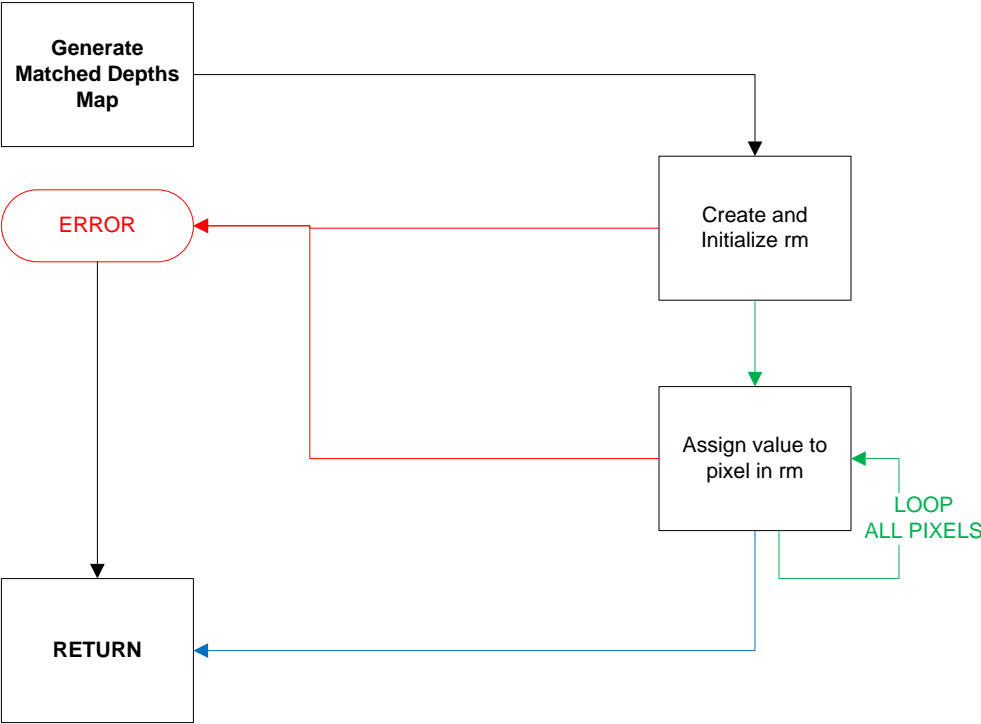 Generate
Matched Depths
Map
Create and
Initialize rm
ERROR
Assign value to
pixel in rm
LOOP
ALL PIXELS
RETURN